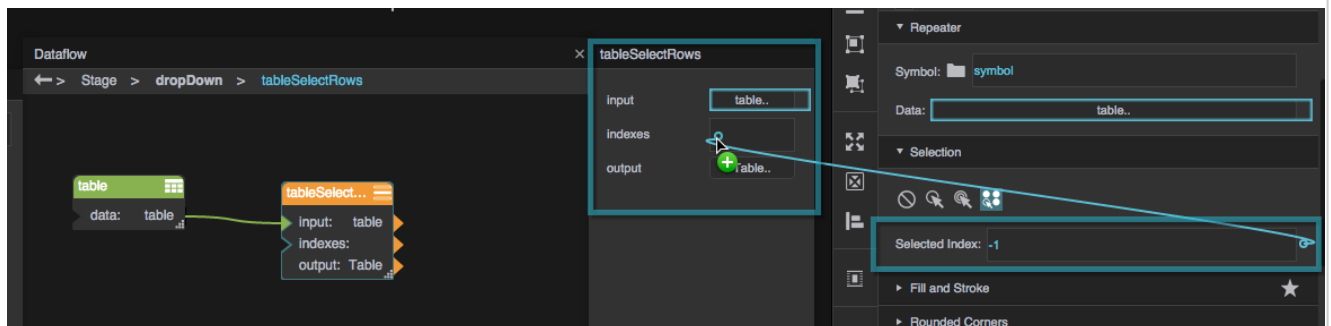 Dataflow
Stage > dropDown > tableSelectRows
table
data: table
tableSelect...
input: table
indexes:
output: Table
tableSelectRows
input table..
indexes
output Table..
Repeater
Symbol: symbol
Data: table..
Selection
Selected Index: -1
Fill and Stroke
Rounded Corners